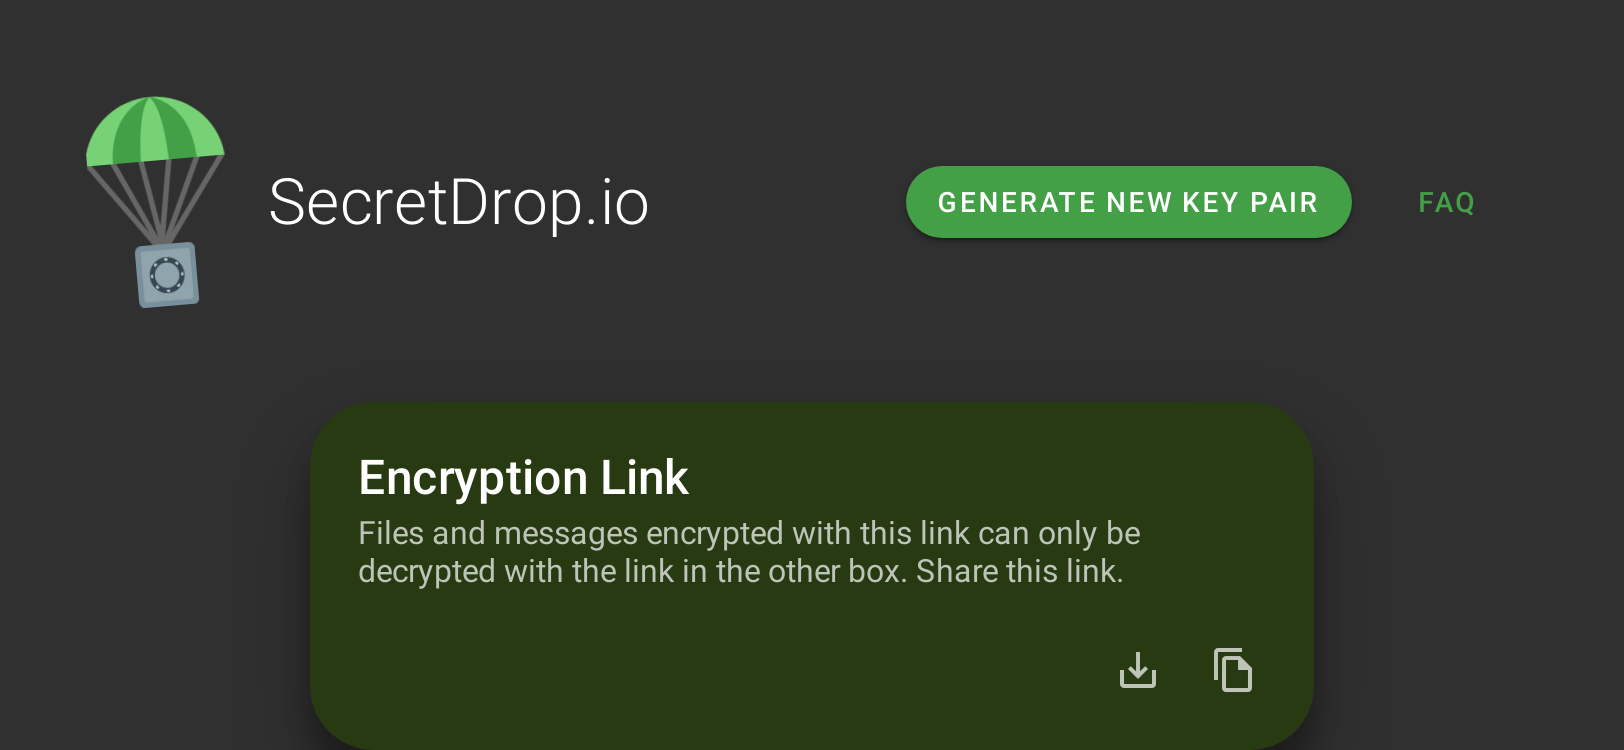 SecretDrop.io
GENERATE NEW KEY PAIR
FAQ
Encryption Link
Files and messages encrypted with this link can only be
decrypted with the link in the other box. Share this link.